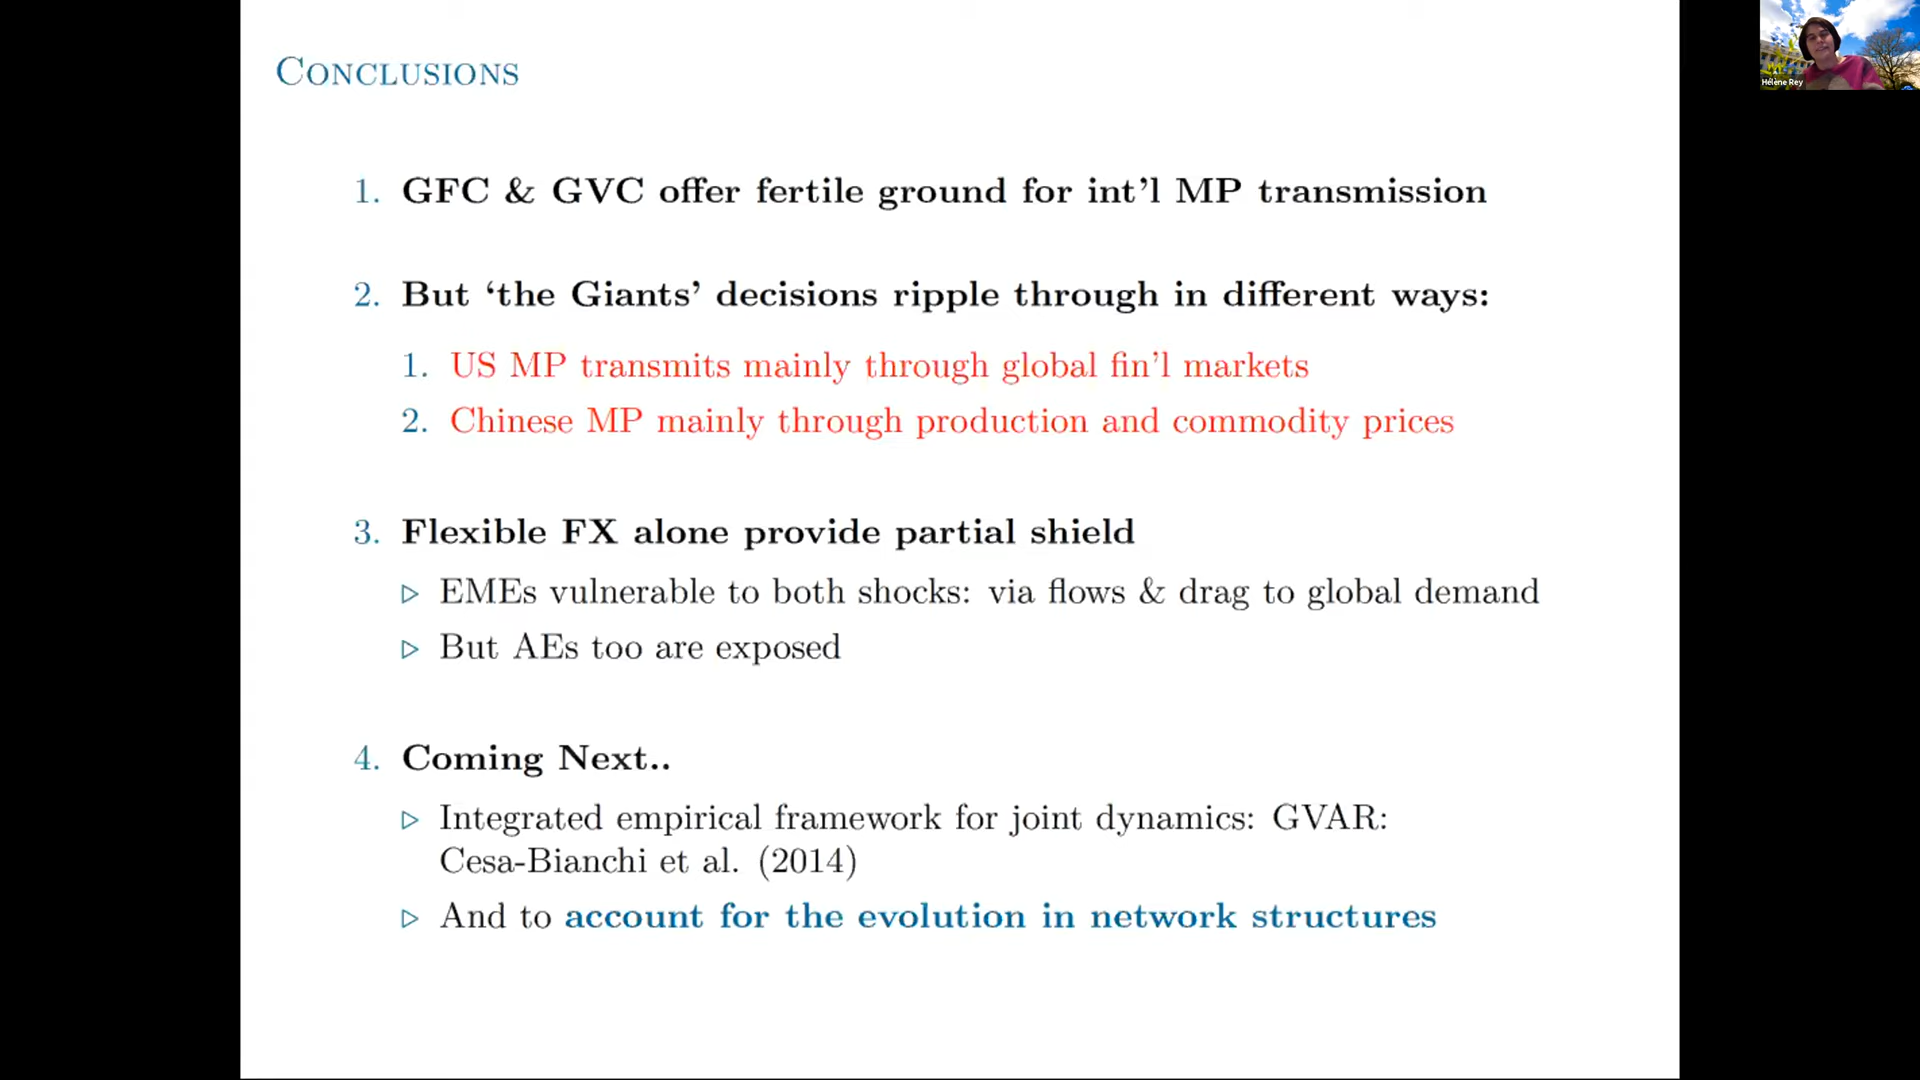 CONCLUSIONS
Hélène Rey
1. GFC & GVC offer fertile ground for int'l MP transmission
2. But ‘the Giants’ decisions ripple through in different ways:
1. US MP transmits mainly through global fin'l markets
2. Chinese MP mainly through production and commodity prices
3. Flexible FX alone provide partial shield
▷ EMEs vulnerable to both shocks: via flows & drag to global demand
▷ But AEs too are exposed
4. Coming Next..
▷ Integrated empirical framework for joint dynamics: GVAR:
Cesa-Bianchi et al. (2014)
▷ And to account for the evolution in network structures